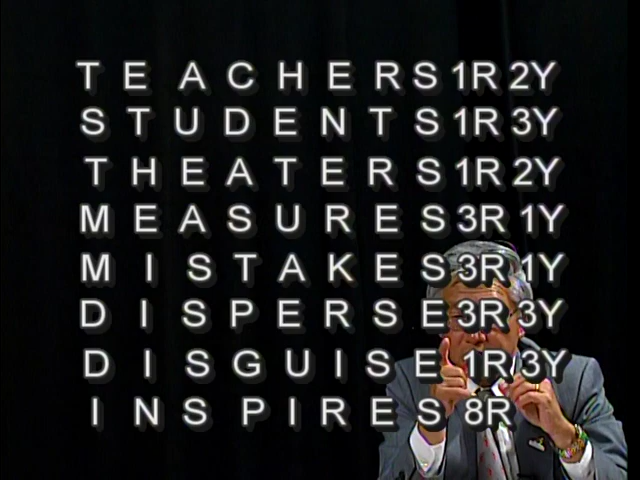 TEACHERS 1R 2Y
STUDENTS 1R 3Y
THEATERS 1R 2Y
MEASURES 3R 1Y
MISTAKES 3R 1Y
DISPERSE 3R 3Y
DISGUISE 1R 3Y
INSPIRES 8R